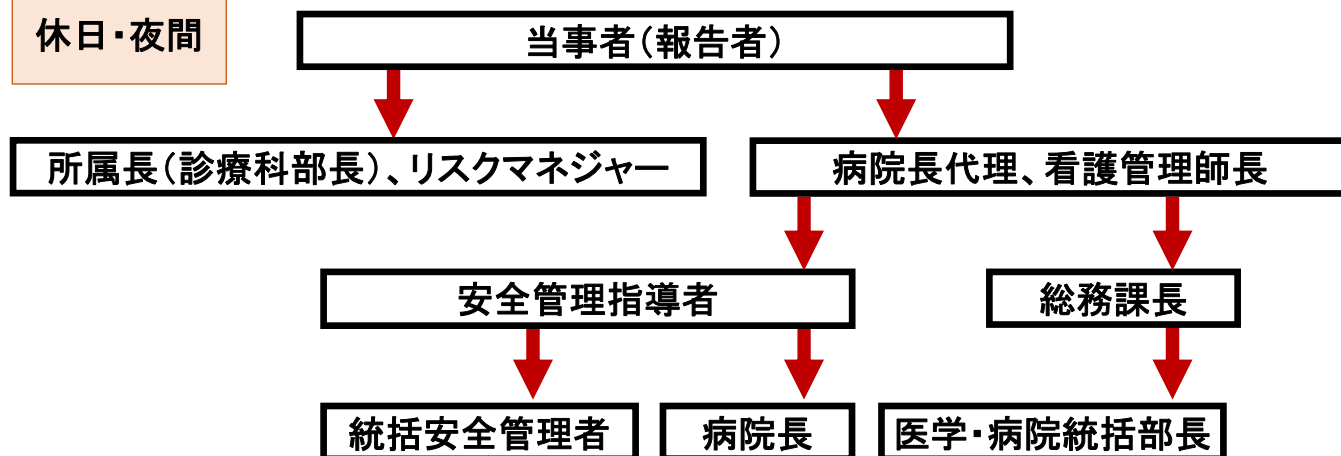 休日・夜間
当事者(報告者)
所属長(診療科部長)、リスクマネジャー
病院長代理、看護管理師長
安全管理指導者
総務課長
統括安全管理者
病院長
医学・病院統括部長